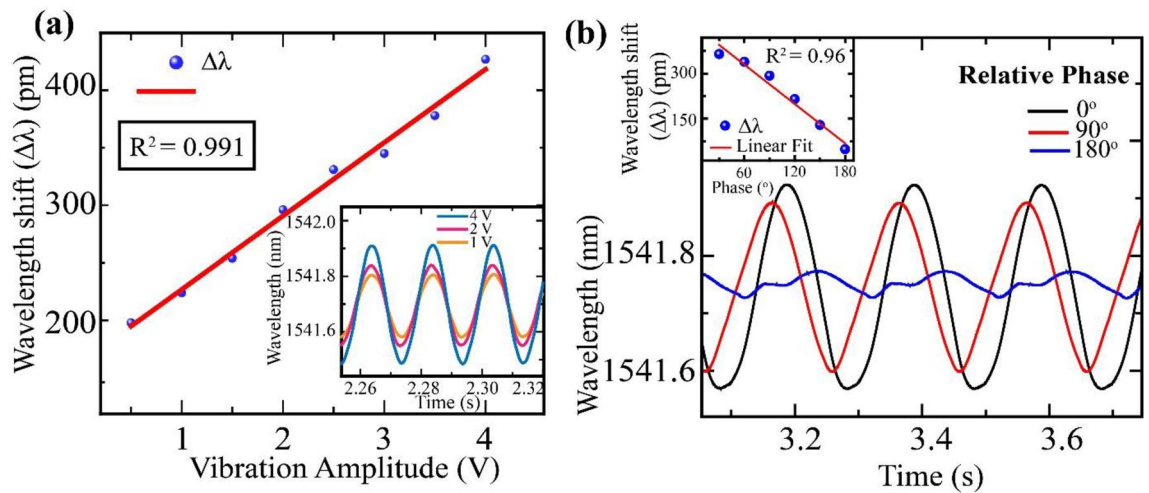 (a)
Wavelength shift (Δλ) (pm)
400
300
200
Δλ
R² = 0.991
1
2
3
4
Vibration Amplitude (V)
Wavelength (nm)
1542.0
1541.8
1541.6
4 V
2 V
1 V
2.26
2.28
2.30
2.32
Time (s)
(b)
Wavelength shift
(Δλ) (pm)
300
150
R² = 0.96
Δλ
Linear Fit
60
120
180
Phase (°)
Relative Phase
0°
90°
180°
Wavelength (nm)
1541.8
1541.6
3.2
3.4
3.6
Time (s)